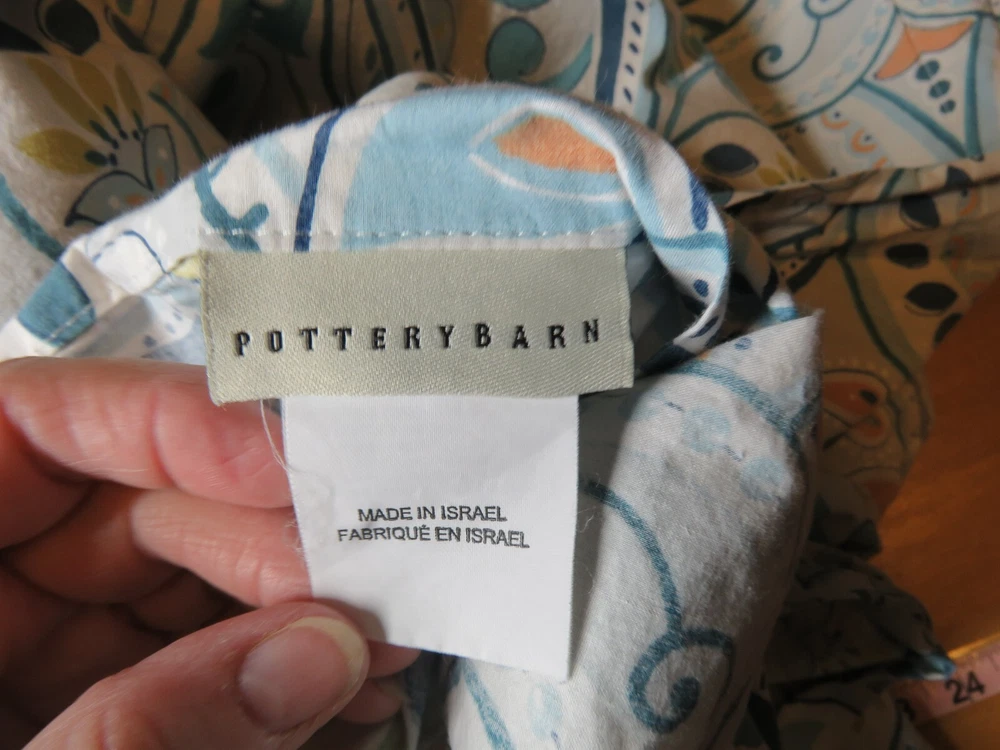 POTTERYBARN
MADE IN ISRAEL
FABRIQUÉ EN ISRAEL
24